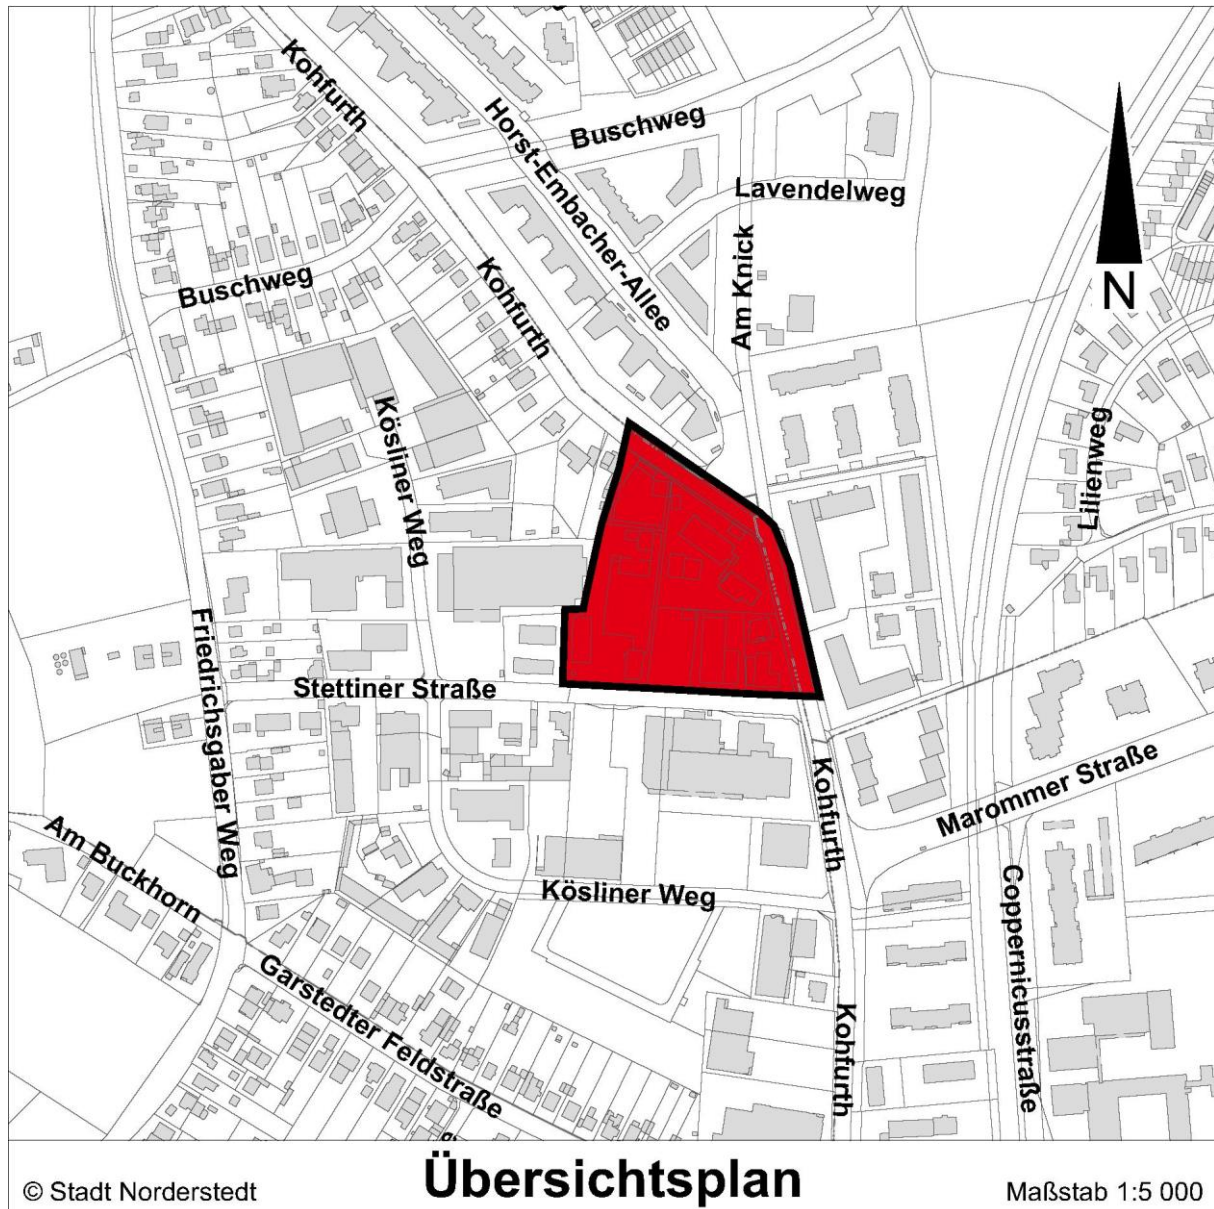 Kohfurth
Horst-Embacher-Allee
Buschweg
Lavendelweg
Am Knick
Buschweg
Kohfurth
N
Kösliner Weg
Lilienweg
Friedrichsgaber Weg
Stettiner Straße
Kohfurth
Marommer Straße
Am Buckhorn
Kösliner Weg
Coppernicusstraße
Garstedter Feldstraße
Kohfurth
© Stadt Norderstedt
Übersichtsplan
Maßstab 1:5 000